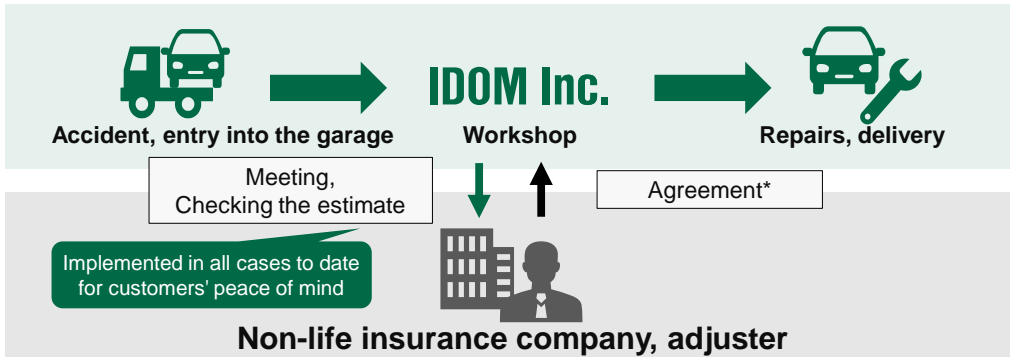 IDOM Inc.
Accident, entry into the garage
Workshop
Repairs, delivery
Meeting,
Checking the estimate
Agreement*
Implemented in all cases to date
for customers' peace of mind
Non-life insurance company, adjuster